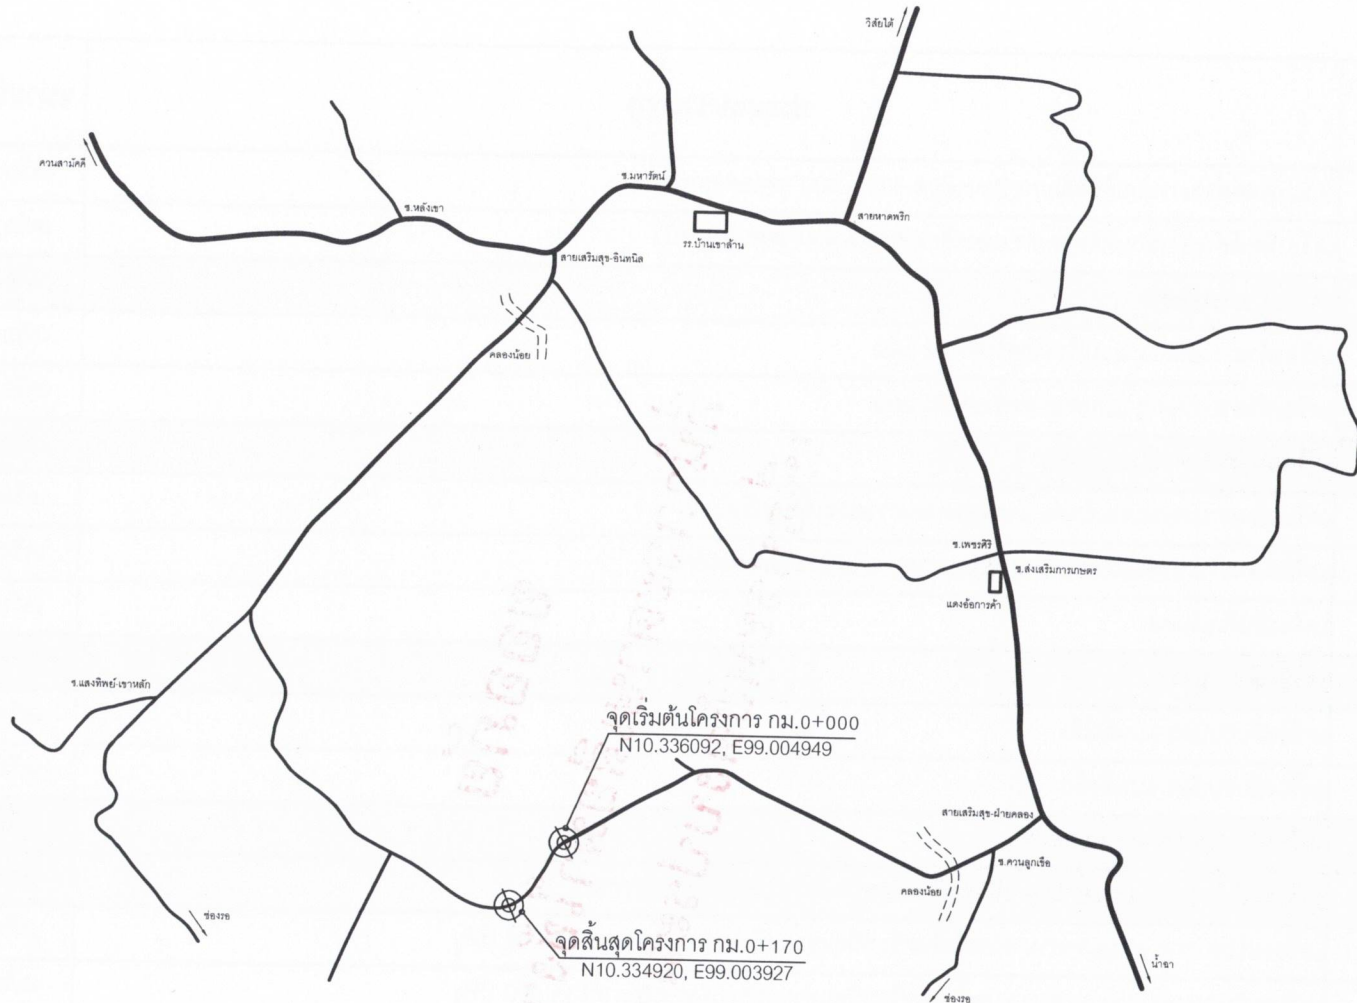 วิสัยใต้
ควนสามัคคี
ซ.มหารัตน์
ซ.หลังเขา
สายหาดพริก
รร.บ้านเขาล้าน
สายเสริมสุข-อินทนิล
คลองน้อย
ซ.เพชรศิริ
ซ.ส่งเสริมการเกษตร
แดงอ้อการค้า
ซ.แสงทิพย์-เขาหลัก
จุดเริ่มต้นโครงการ กม.0+000
N10.336092, E99.004949
สายเสริมสุข-ฝ่ายคลอง
ซ.ควนลูกเขือ
คลองน้อย
ช่องรอ
จุดสิ้นสุดโครงการ กม.0+170
N10.334920, E99.003927
น้ำฉา
ช่องรอ